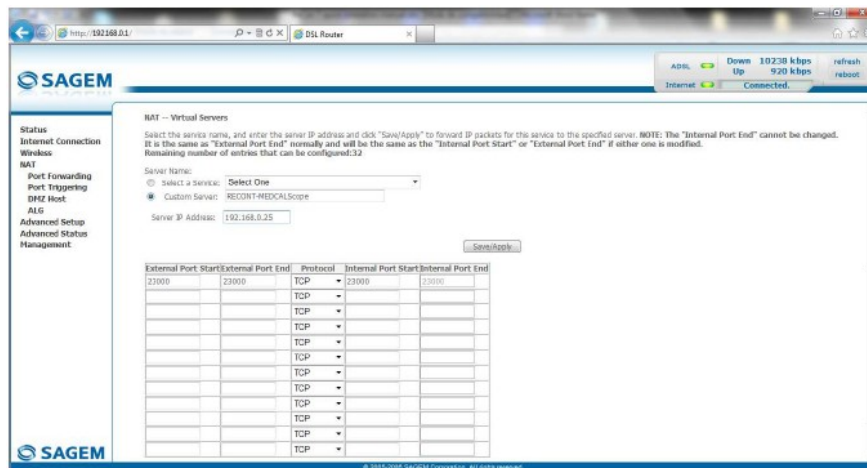 http://192.168.0.1/
DSL Router
SAGEM
ADSL
Down 10238 kbps
Up 920 kbps
refresh
reboot
Internet
Connected.
Status
Internet Connection
Wireless
NAT
Port Forwarding
Port Triggering
DMZ Host
ALG
Advanced Setup
Advanced Status
Management
NAT -- Virtual Servers
Select the service name, and enter the server IP address and click "Save/Apply" to forward IP packets for this service to the specified server. NOTE: The "Internal Port End" cannot be changed.
It is the same as "External Port End" normally and will be the same as the "Internal Port Start" or "External Port End" if either one is modified.
Remaining number of entries that can be configured:32
Server Name:
Select a Service: Select One
Custom Server: RECONT-MEDCALScope
Server IP Address: 192.168.0.25
Save/Apply
External Port Start External Port End Protocol Internal Port Start Internal Port End
23000 23000 TCP 23000 23000
TCP
TCP
TCP
TCP
TCP
TCP
TCP
TCP
TCP
TCP
TCP
SAGEM
© 2005-2006 SAGEM Corporation. All rights reserved.